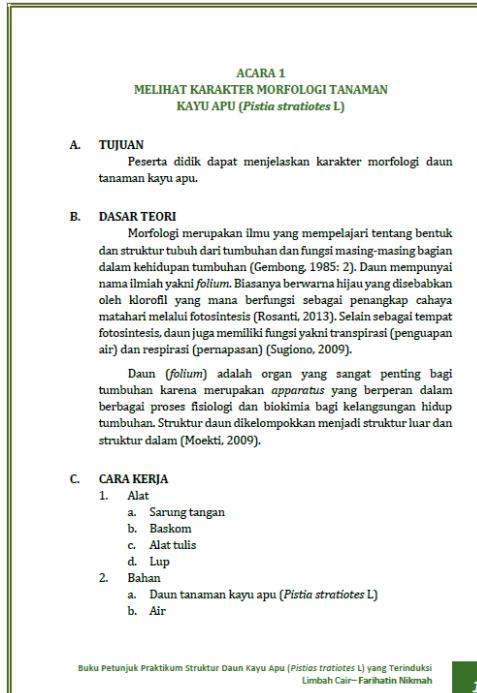 ACARA 1
MELIHAT KARAKTER MORFOLOGI TANAMAN
KAYU APU (Pistia stratiotes L)
A. TUJUAN
Peserta didik dapat menjelaskan karakter morfologi daun
tanaman kayu apu.
B. DASAR TEORI
Morfologi merupakan ilmu yang mempelajari tentang bentuk
dan struktur tubuh dari tumbuhan dan fungsi masing-masing bagian
dalam kehidupan tumbuhan (Gembong, 1985: 2). Daun mempunyai
nama ilmiah yakni folium. Biasanya berwarna hijau yang disebabkan
oleh klorofil yang mana berfungsi sebagai penangkap cahaya
matahari melalui fotosintesis (Rosanti, 2013). Selain sebagai tempat
fotosintesis, daun juga memiliki fungsi yakni transpirasi (penguapan
air) dan respirasi (pernapasan) (Sugiono, 2009).
Daun (folium) adalah organ yang sangat penting bagi
tumbuhan karena merupakan apparatus yang berperan dalam
berbagai proses fisiologi dan biokimia bagi kelangsungan hidup
tumbuhan. Struktur daun dikelompokkan menjadi struktur luar dan
struktur dalam (Moekti, 2009).
C. CARA KERJA
1. Alat
a. Sarung tangan
b. Baskom
c. Alat tulis
d. Lup
2. Bahan
a. Daun tanaman kayu apu (Pistia stratiotes L)
b. Air
Buku Petunjuk Praktikum Struktur Daun Kayu Apu (Pistias tratiotes L) yang Terinduksi
Limbah Cair– Farihatin Nikmah